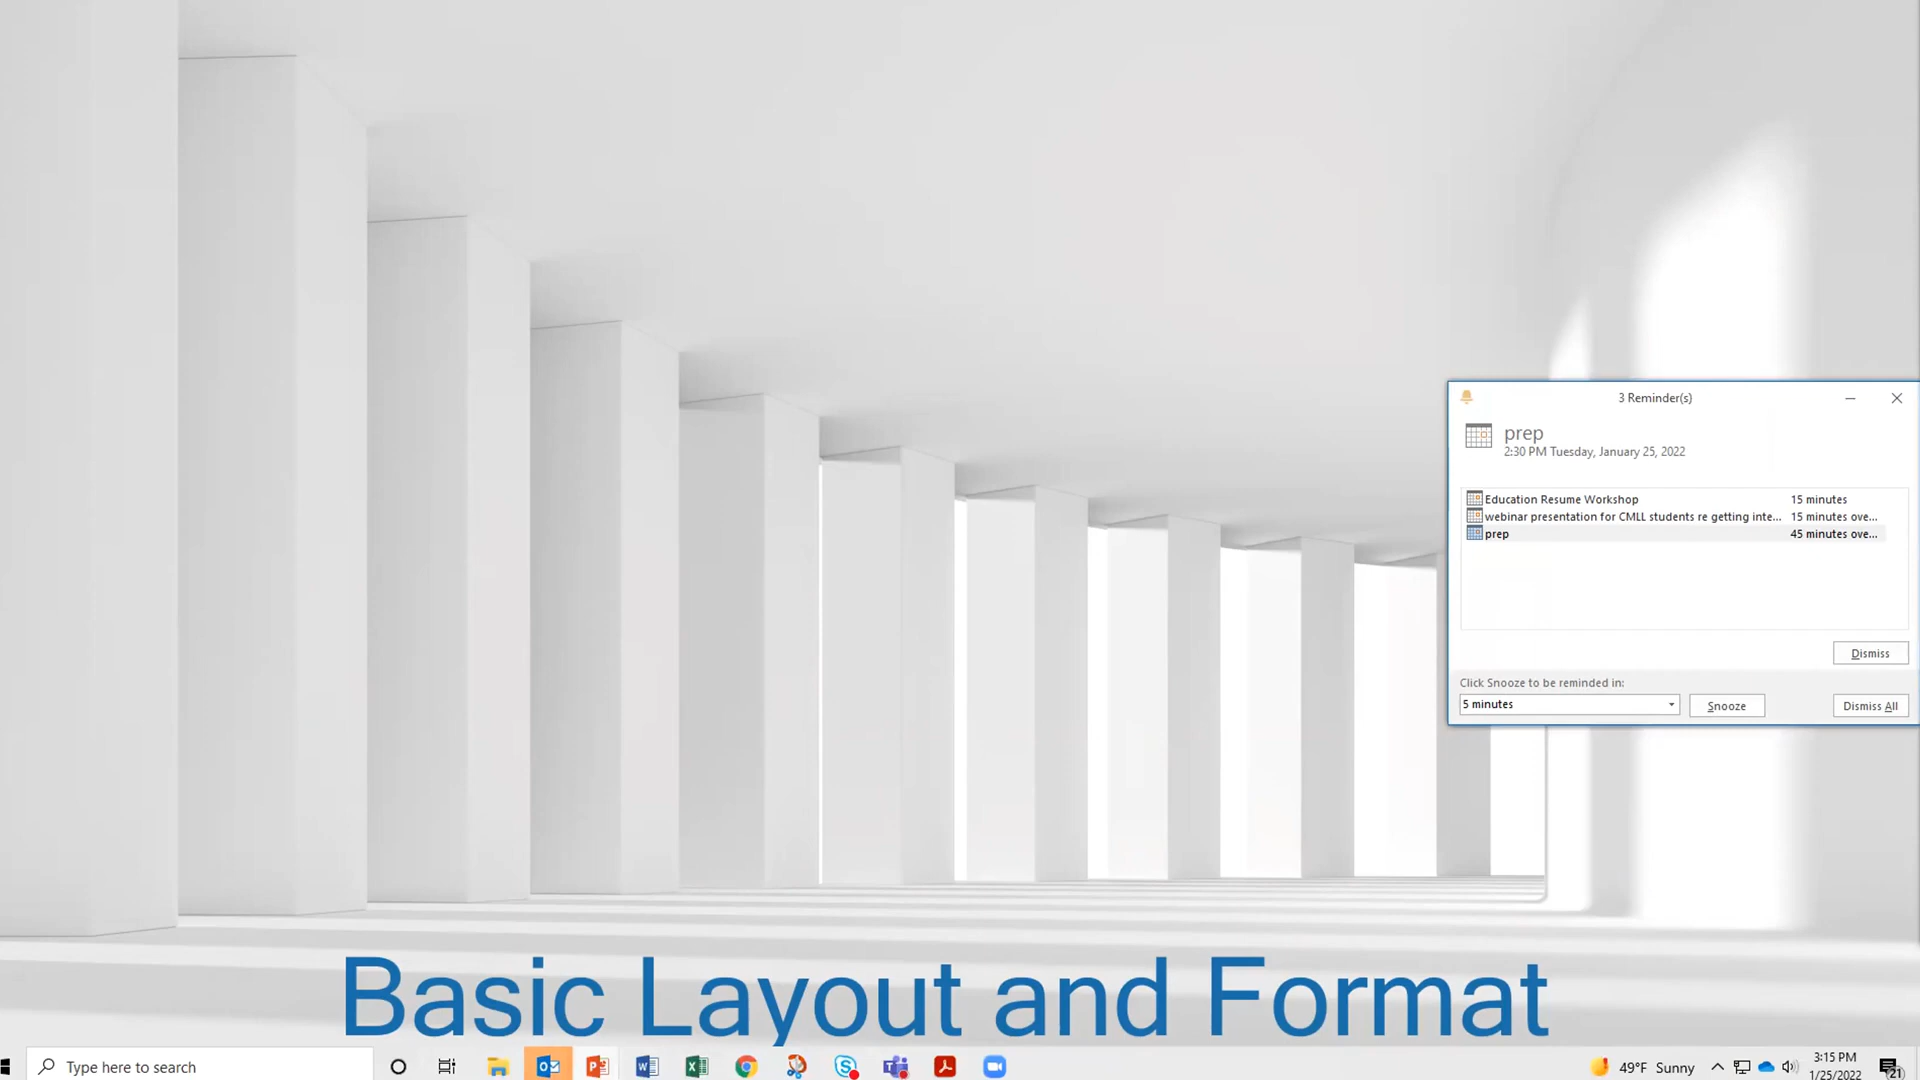 3 Reminder(s)
prep
2:30 PM Tuesday, January 25, 2022
Education Resume Workshop 15 minutes
webinar presentation for CMLL students re getting inte... 15 minutes ove...
prep 45 minutes ove...
Dismiss
Click Snooze to be reminded in:
5 minutes Snooze Dismiss All
Basic Layout and Format
Type here to search 49°F Sunny 3:15 PM
1/25/2022 21